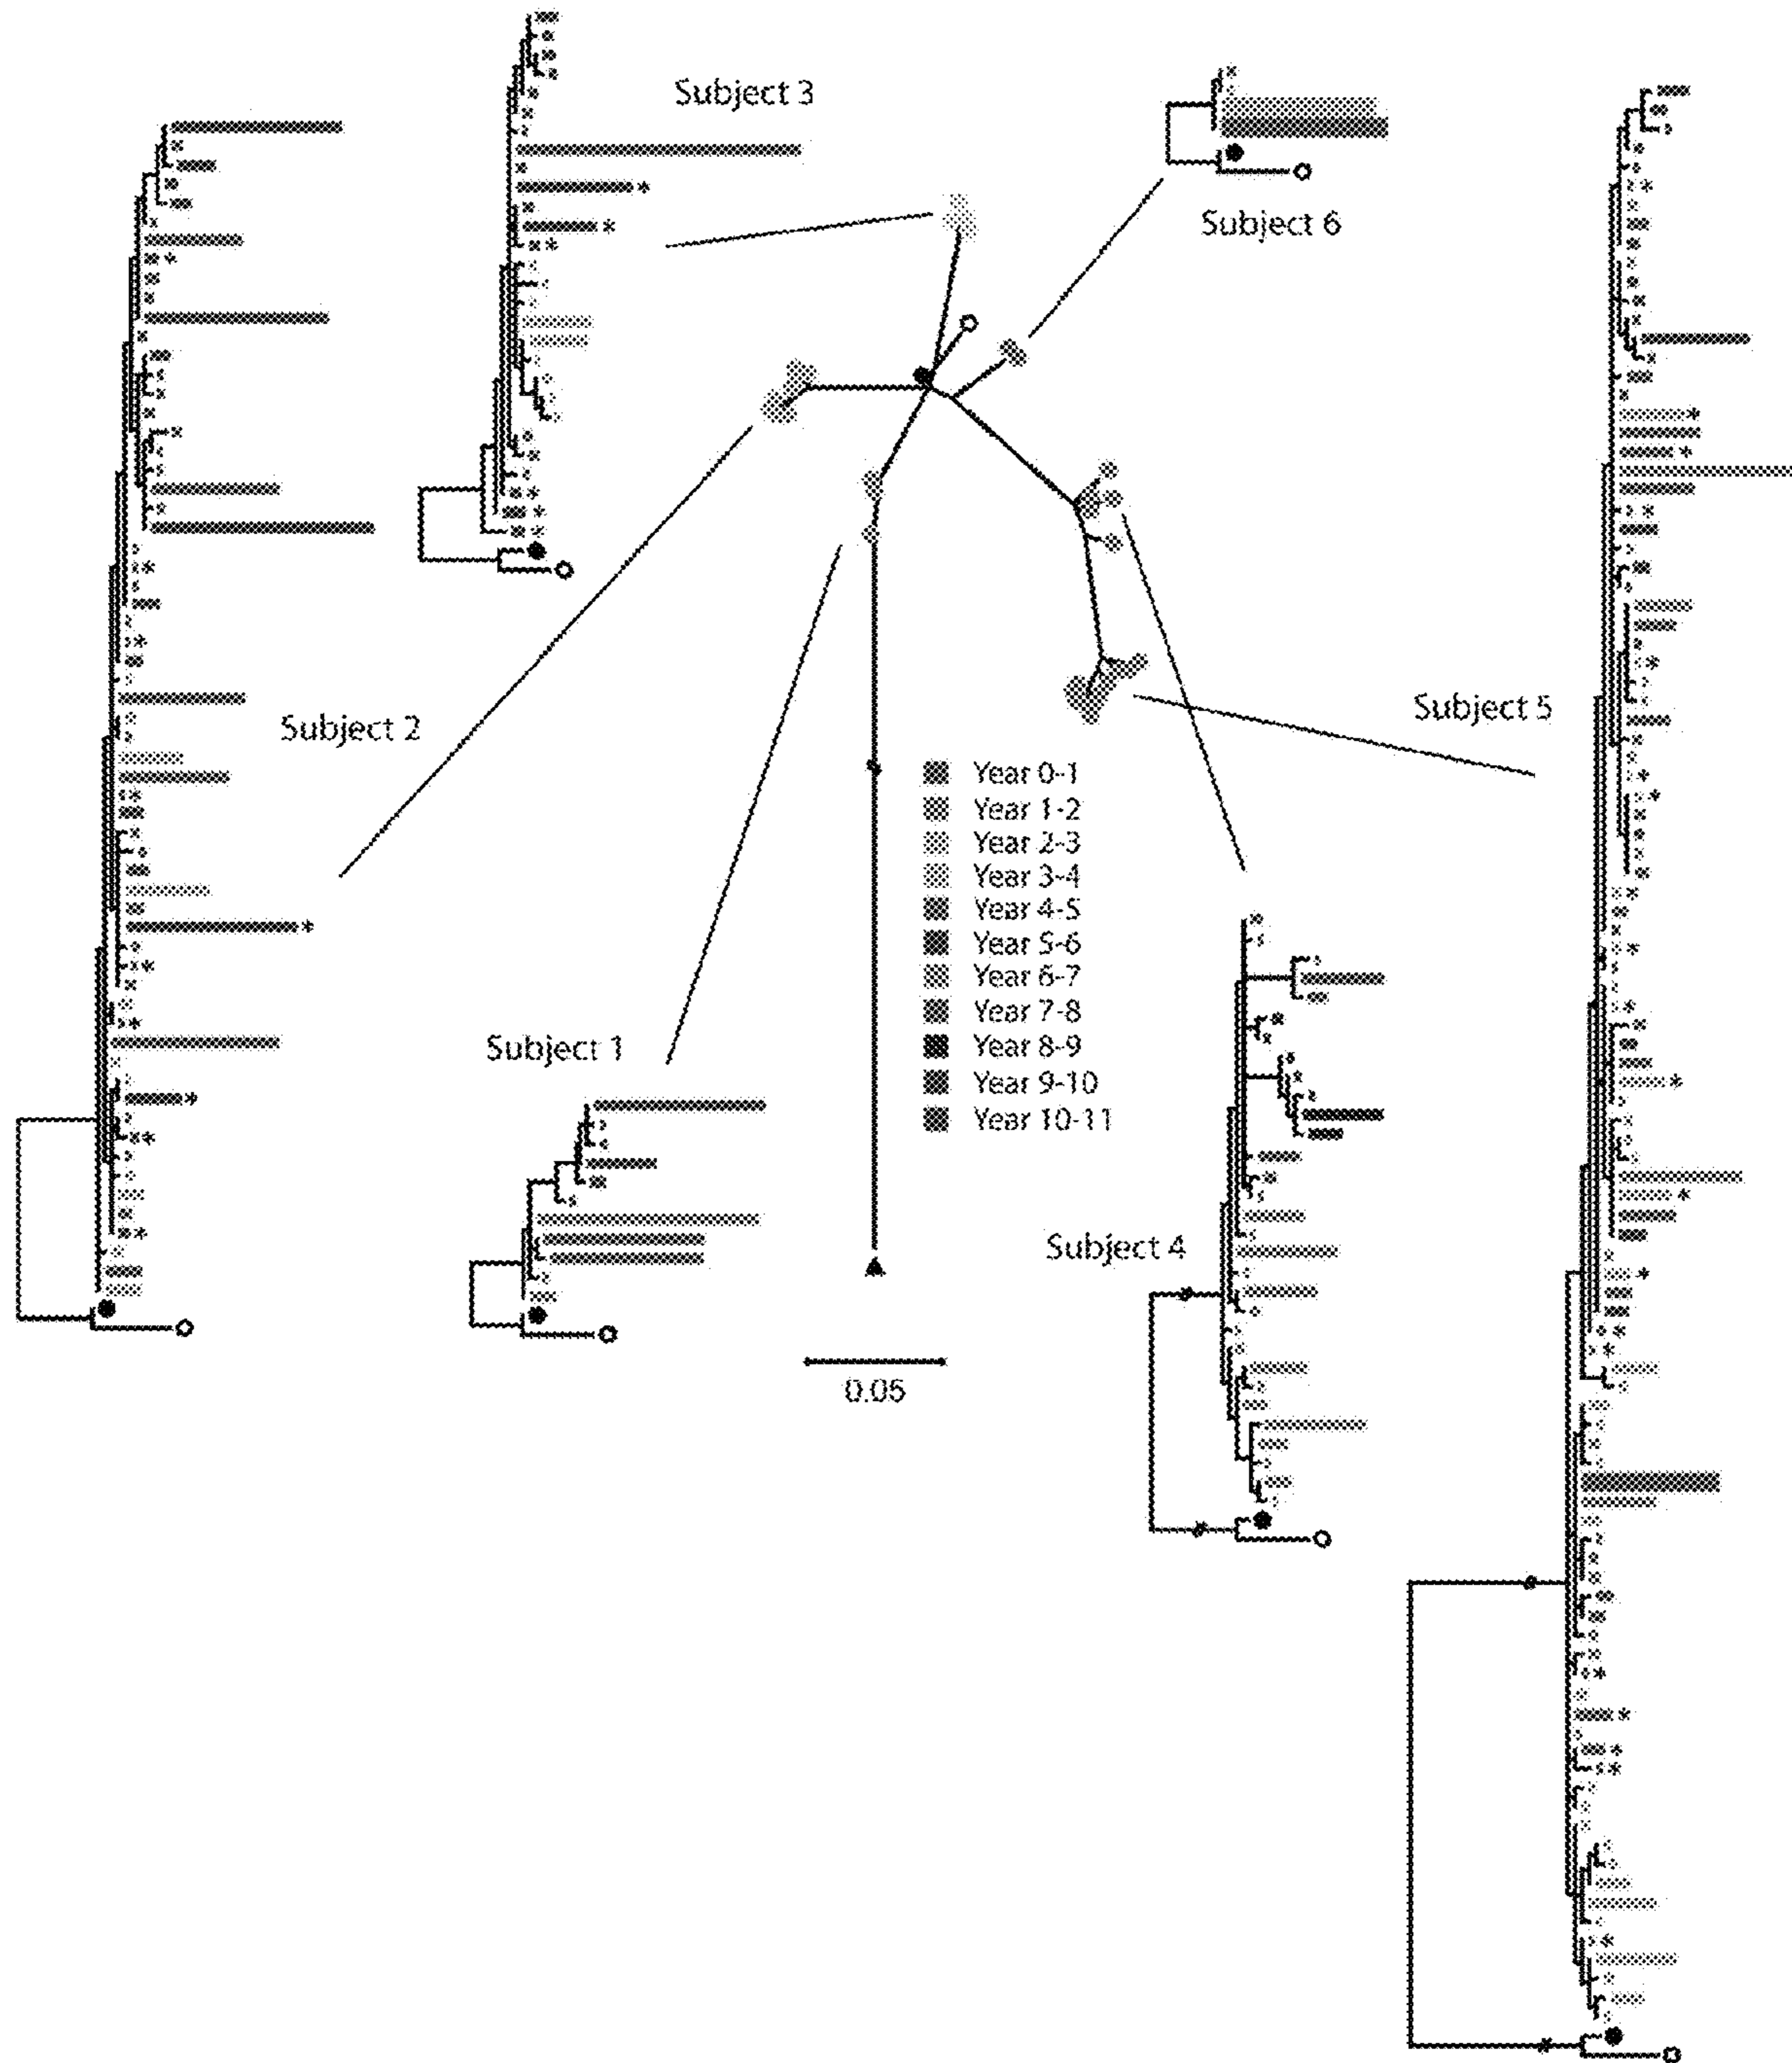 Subject 3
Subject 6
Subject 2
Subject 5
Year 0-1
Year 1-2
Year 2-3
Year 3-4
Year 4-5
Year 5-6
Year 6-7
Year 7-8
Year 8-9
Year 9-10
Year 10-11
Subject 1
Subject 4
0.05